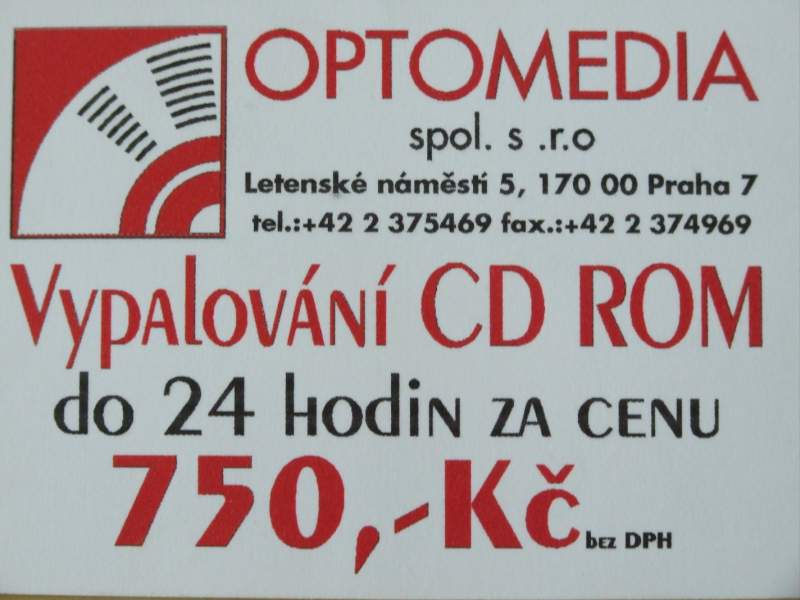 OPTOMEDIA
spol. s .r.o
Letenské náměstí 5, 170 00 Praha 7
tel.:+42 2 375469 fax.:+42 2 374969
Vypalování CD ROM
do 24 hodin za cenu
750,-Kč bez DPH